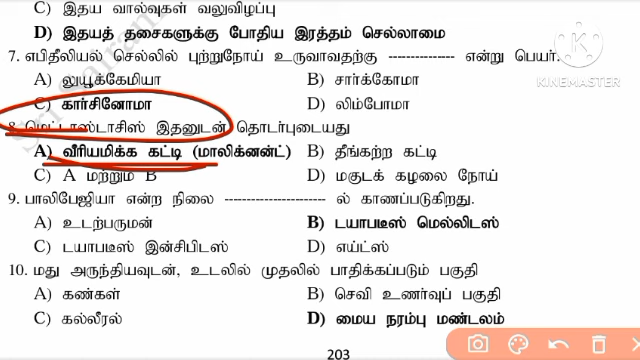 C) இதய வால்வுகள் வலுவிழப்பு
D) இதயத் தசைகளுக்கு போதிய இரத்தம் செல்லாமை
7. எபிதீலியல் செல்லில் புற்றுநோய் உருவாவதற்கு --------------- என்று பெயர்.
A) லுயூக்கேமியா B) சார்க்கோமா
C) கார்சினோமா D) லிம்போமா
8. மெட்டாஸ்டாசிஸ் இதனுடன் தொடர்புடையது
A) வீரியமிக்க கட்டி (மாலிக்னன்ட்) B) தீங்கற்ற கட்டி
C) A மற்றும் B D) மகுடக் கழலை நோய்
9. பாலிபேஜியா என்ற நிலை ---------------------- ல் காணப்படுகிறது.
A) உடற்பருமன் B) டயாபடீஸ் மெல்லிடஸ்
C) டயாபடீஸ் இன்சிபிடஸ் D) எய்ட்ஸ்
10. மது அருந்தியவுடன், உடலில் முதலில் பாதிக்கப்படும் பகுதி
A) கண்கள் B) செவி உணர்வுப் பகுதி
C) கல்லீரல் D) மைய நரம்பு மண்டலம்
203
KINEMASTER